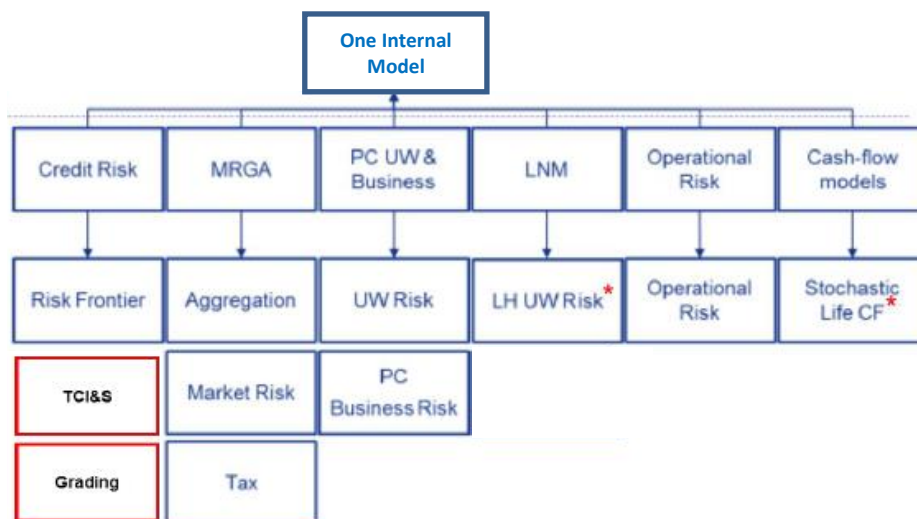 One Internal
Model
Credit Risk
MRGA
PC UW &
Business
LNM
Operational
Risk
Cash-flow
models
Risk Frontier
Aggregation
UW Risk
LH UW Risk*
Operational
Risk
Stochastic
Life CF*
TCI&S
Market Risk
PC
Business Risk
Grading
Tax